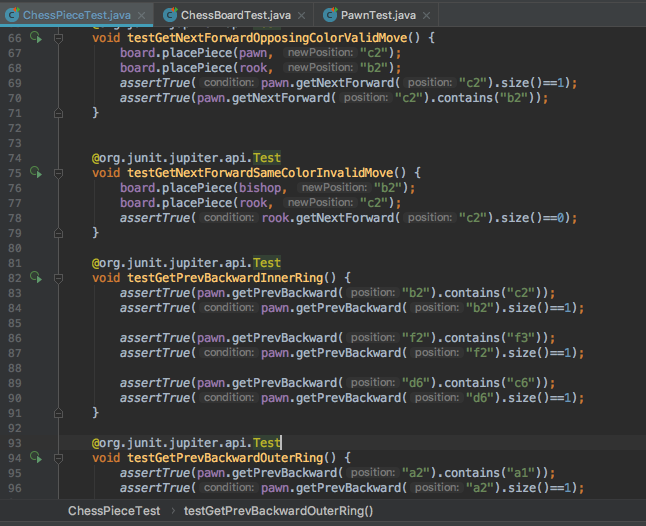 ChessPieceTest.java ChessBoardTest.java PawnTest.java
66 void testGetNextForwardOpposingColorValidMove() {
67 board.placePiece(pawn, newPosition: "c2");
68 board.placePiece(rook, newPosition: "b2");
69 assertTrue( condition: pawn.getNextForward( position: "c2").size()==1);
70 assertTrue(pawn.getNextForward( position: "c2").contains("b2"));
71 }
72
73
74 @org.junit.jupiter.api.Test
75 void testGetNextForwardSameColorInvalidMove() {
76 board.placePiece(bishop, newPosition: "b2");
77 board.placePiece(rook, newPosition: "c2");
78 assertTrue( condition: rook.getNextForward( position: "c2").size()==0);
79 }
80
81 @org.junit.jupiter.api.Test
82 void testGetPrevBackwardInnerRing() {
83 assertTrue(pawn.getPrevBackward( position: "b2").contains("c2"));
84 assertTrue( condition: pawn.getPrevBackward( position: "b2").size()==1);
85
86 assertTrue(pawn.getPrevBackward( position: "f2").contains("f3"));
87 assertTrue( condition: pawn.getPrevBackward( position: "f2").size()==1);
88
89 assertTrue(pawn.getPrevBackward( position: "d6").contains("c6"));
90 assertTrue( condition: pawn.getPrevBackward( position: "d6").size()==1);
91 }
92
93 @org.junit.jupiter.api.Test
94 void testGetPrevBackwardOuterRing() {
95 assertTrue(pawn.getPrevBackward( position: "a2").contains("a1"));
96 assertTrue( condition: pawn.getPrevBackward( position: "a2").size()==1);
ChessPieceTest › testGetPrevBackwardOuterRing()